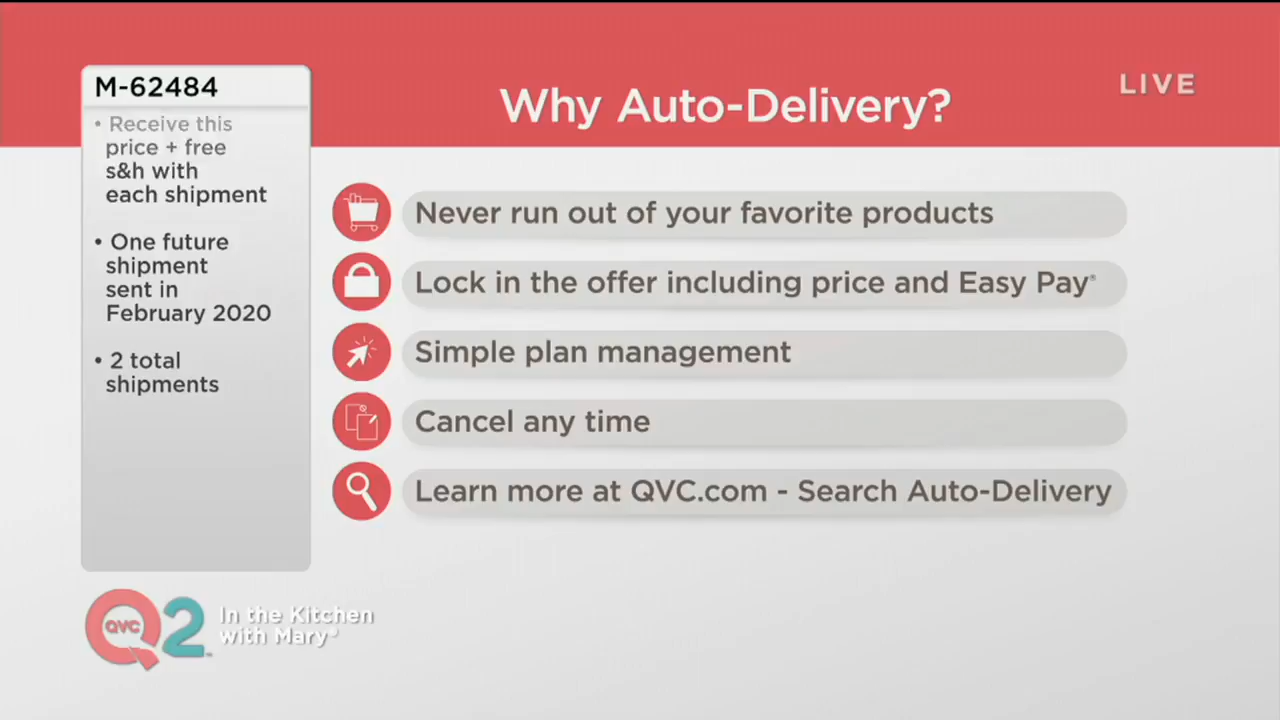 M-62484
Why Auto-Delivery?
LIVE
• Receive this
price + free
s&h with
each shipment
• One future
shipment
sent in
February 2020
• 2 total
shipments
Never run out of your favorite products
Lock in the offer including price and Easy Pay®
Simple plan management
Cancel any time
Learn more at QVC.com - Search Auto-Delivery
QVC 2™
In the Kitchen
with Mary®